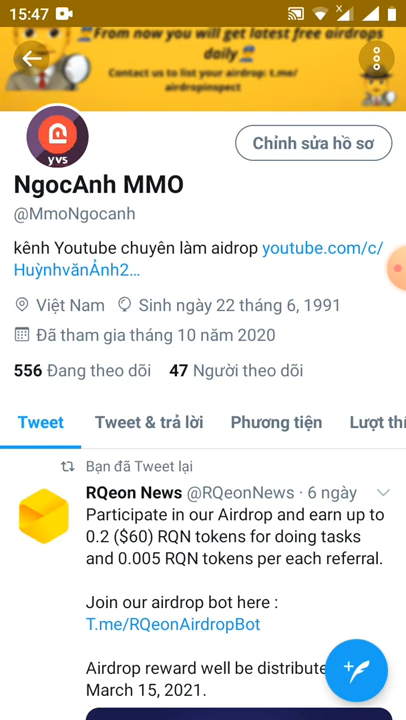 15:47
From now you will get latest free airdrops
daily
Contact us to list your airdrop: t.me/
airdropinspect
yvs
Chỉnh sửa hồ sơ
NgocAnh MMO
@MmoNgocanh
kênh Youtube chuyên làm aidrop youtube.com/c/
HuỳnhvănẢnh2...
Việt Nam Sinh ngày 22 tháng 6, 1991
Đã tham gia tháng 10 năm 2020
556 Đang theo dõi 47 Người theo dõi
Tweet Tweet & trả lời Phương tiện Lượt thí
Bạn đã Tweet lại
RQeon News @RQeonNews · 6 ngày
Participate in our Airdrop and earn up to
0.2 ($60) RQN tokens for doing tasks
and 0.005 RQN tokens per each referral.
Join our airdrop bot here :
T.me/RQeonAirdropBot
Airdrop reward well be distribute
March 15, 2021.